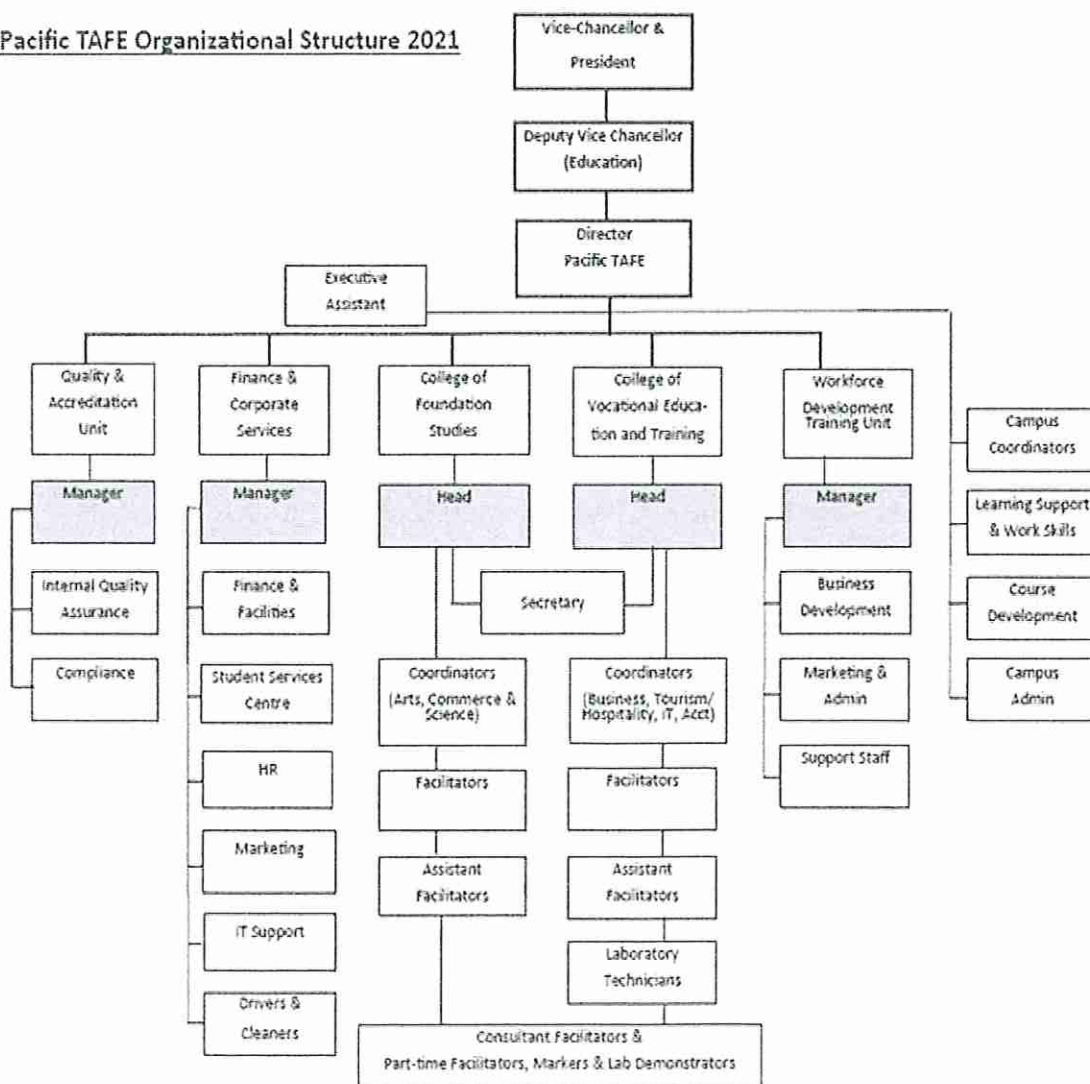 Pacific TAFE Organizational Structure 2021
Vice-Chancellor &
President
Deputy Vice Chancellor
(Education)
Director
Pacific TAFE
Executive
Assistant
Quality &
Accreditation
Unit
Manager
Internal Quality
Assurance
Compliance
Finance &
Corporate
Services
Manager
Finance &
Facilities
Student Services
Centre
HR
Marketing
IT Support
Drivers &
Cleaners
College of
Foundation
Studies
Head
College of
Vocational Educa-
tion and Training
Head
Secretary
Coordinators
(Arts, Commerce &
Science)
Facilitators
Assistant
Facilitators
Coordinators
(Business, Tourism/
Hospitality, IT, Acct)
Facilitators
Assistant
Facilitators
Laboratory
Technicians
Consultant Facilitators &
Part-time Facilitators, Markers & Lab Demonstrators
Workforce
Development
Training Unit
Manager
Business
Development
Marketing &
Admin
Support Staff
Campus
Coordinators
Learning Support
& Work Skills
Course
Development
Campus
Admin